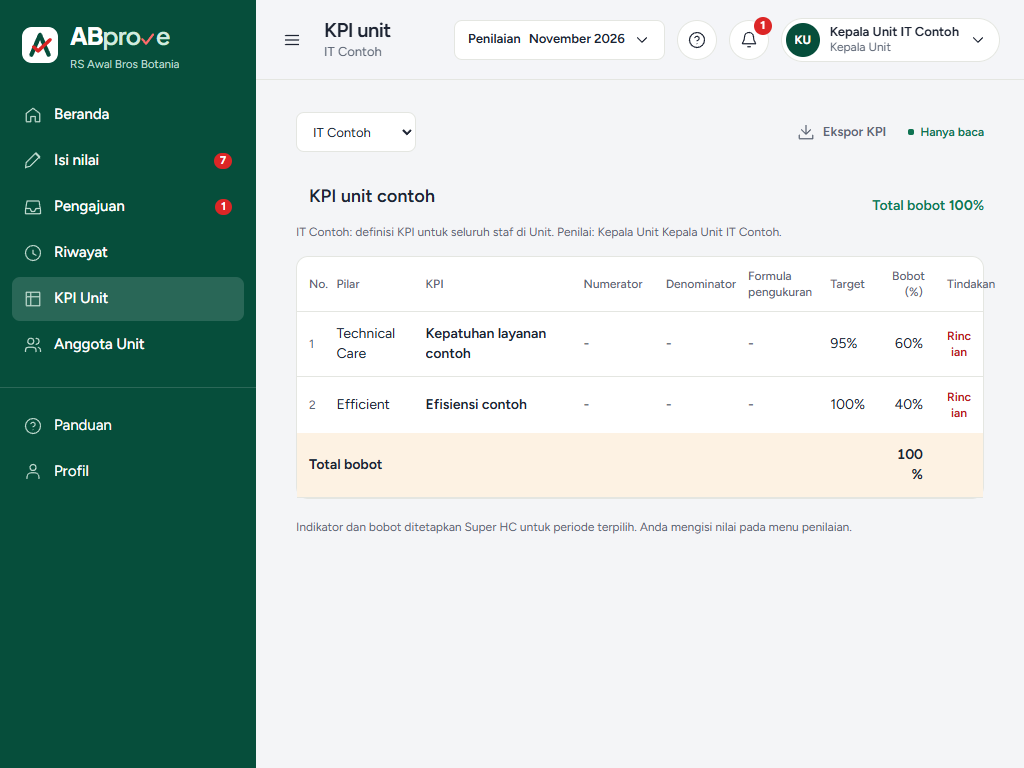 ABprove
RS Awal Bros Botania
Beranda
Isi nilai 7
Pengajuan 1
Riwayat
KPI Unit
Anggota Unit
Panduan
Profil
KPI unit
IT Contoh
Penilaian November 2026
1
KU
Kepala Unit IT Contoh
Kepala Unit
IT Contoh
Ekspor KPI
Hanya baca
KPI unit contoh
Total bobot 100%
IT Contoh: definisi KPI untuk seluruh staf di Unit. Penilai: Kepala Unit Kepala Unit IT Contoh.
No. Pilar KPI Numerator Denominator Formula pengukuran Target Bobot (%) Tindakan
1 Technical Care Kepatuhan layanan contoh - - - 95% 60% Rinc ian
2 Efficient Efisiensi contoh - - - 100% 40% Rinc ian
Total bobot 100 %
Indikator dan bobot ditetapkan Super HC untuk periode terpilih. Anda mengisi nilai pada menu penilaian.